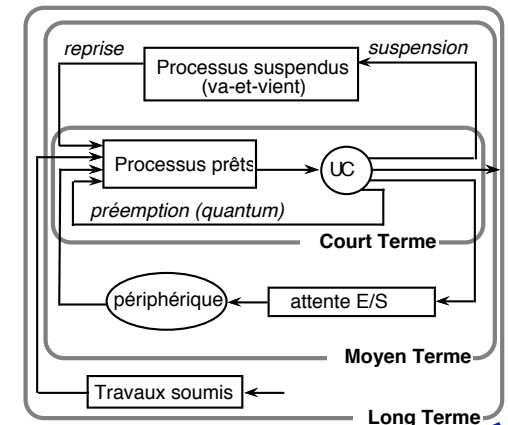 reprise
suspension
Processus suspendus
(va-et-vient)
Processus prêts
UC
préemption (quantum)
Court Terme
périphérique
attente E/S
Moyen Terme
Travaux soumis
Long Terme